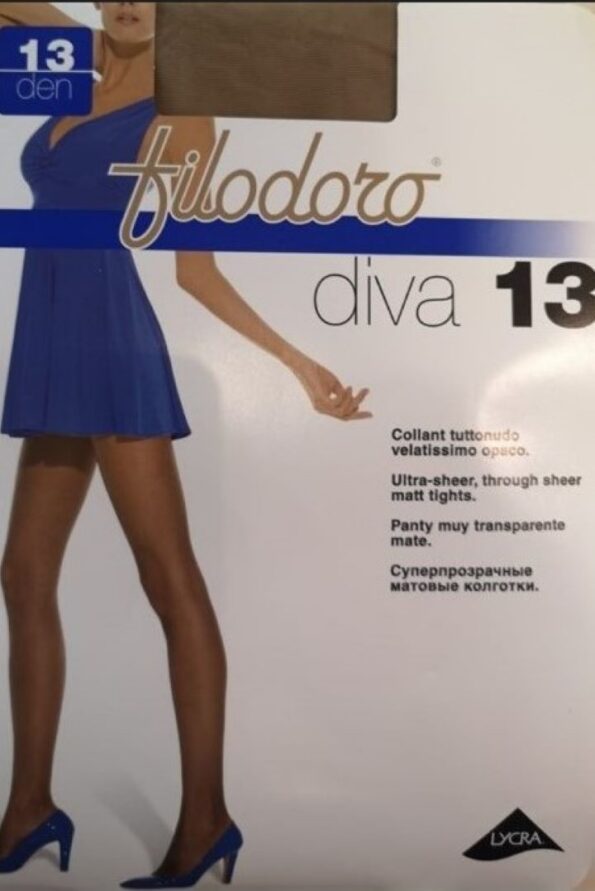 13
den
filodoro®
diva 13
Collant tuttonudo
velatissimo opaco.
Ultra-sheer, through sheer
matt tights.
Panty muy transparente
mate.
Суперпрозрачные
матовые колготки.
LYCRA